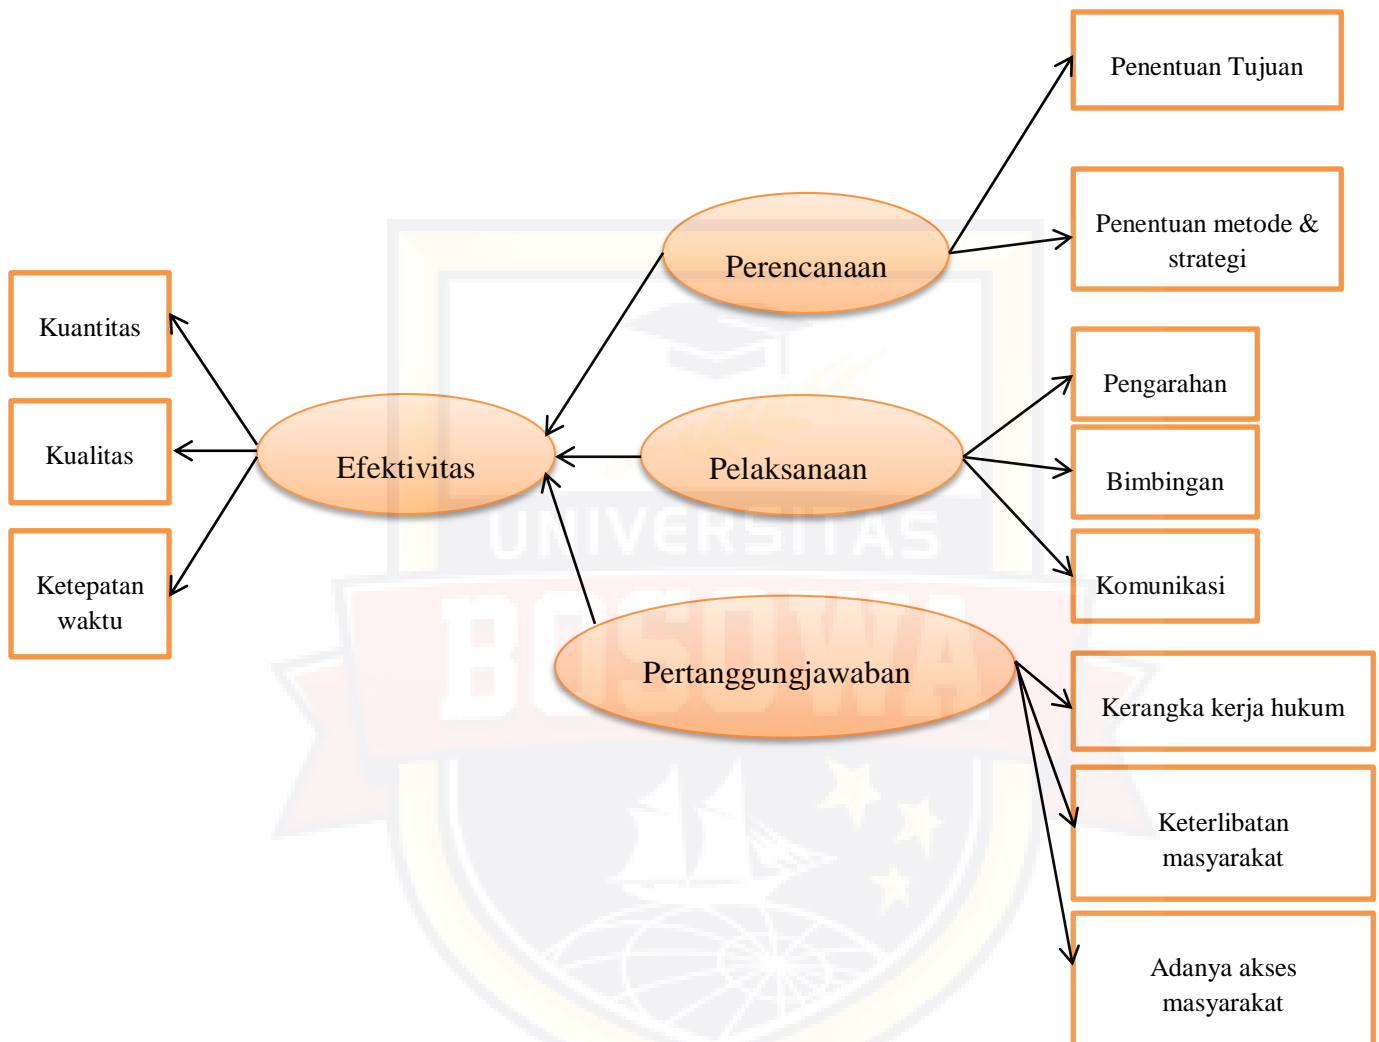 Penentuan Tujuan
Penentuan metode &
strategi
Perencanaan
Kuantitas
Pengarahan
Kualitas
Efektivitas
Pelaksanaan
Bimbingan
UNIVERSITAS
Ketepatan
waktu
Komunikasi
BOSOWA
Pertanggungjawaban
Kerangka kerja hukum
Keterlibatan
masyarakat
Adanya akses
masyarakat